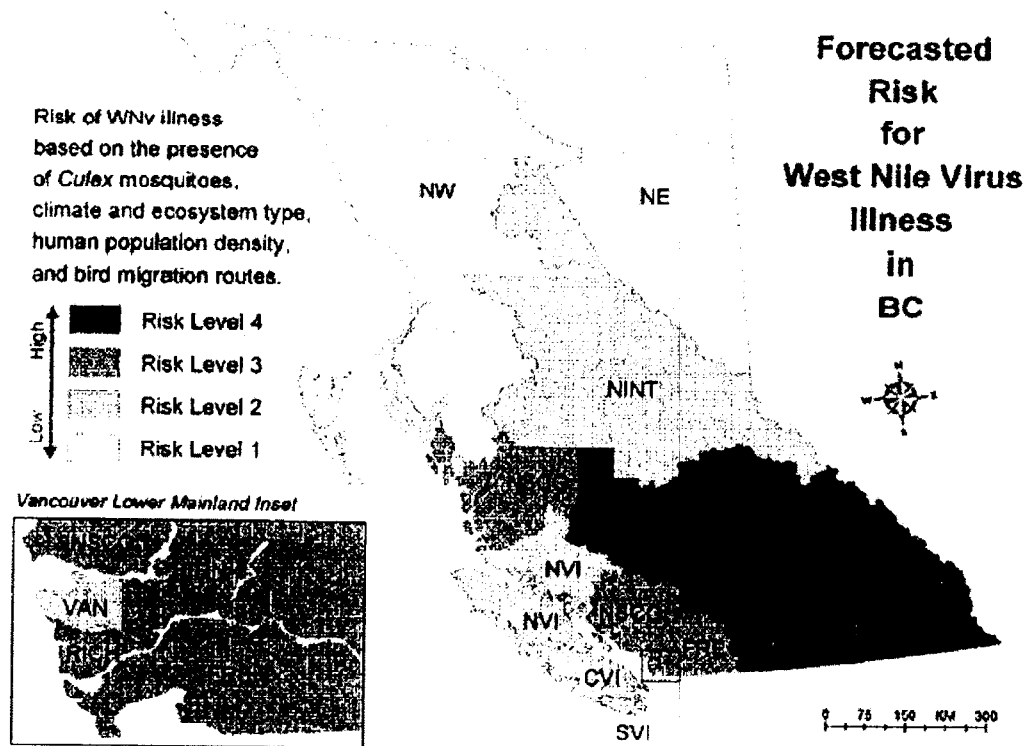 Forecasted
Risk
for
West Nile Virus
Illness
in
BC
Risk of WNv illness
based on the presence
of Culex mosquitoes,
climate and ecosystem type,
human population density,
and bird migration routes.
High
Low
Risk Level 4
Risk Level 3
Risk Level 2
Risk Level 1
NW
NE
NINT
NVI
NVI
CVI
SVI
N
W
E
S
Vancouver Lower Mainland Inset
VAN
RICH
0 75 150 KM 300